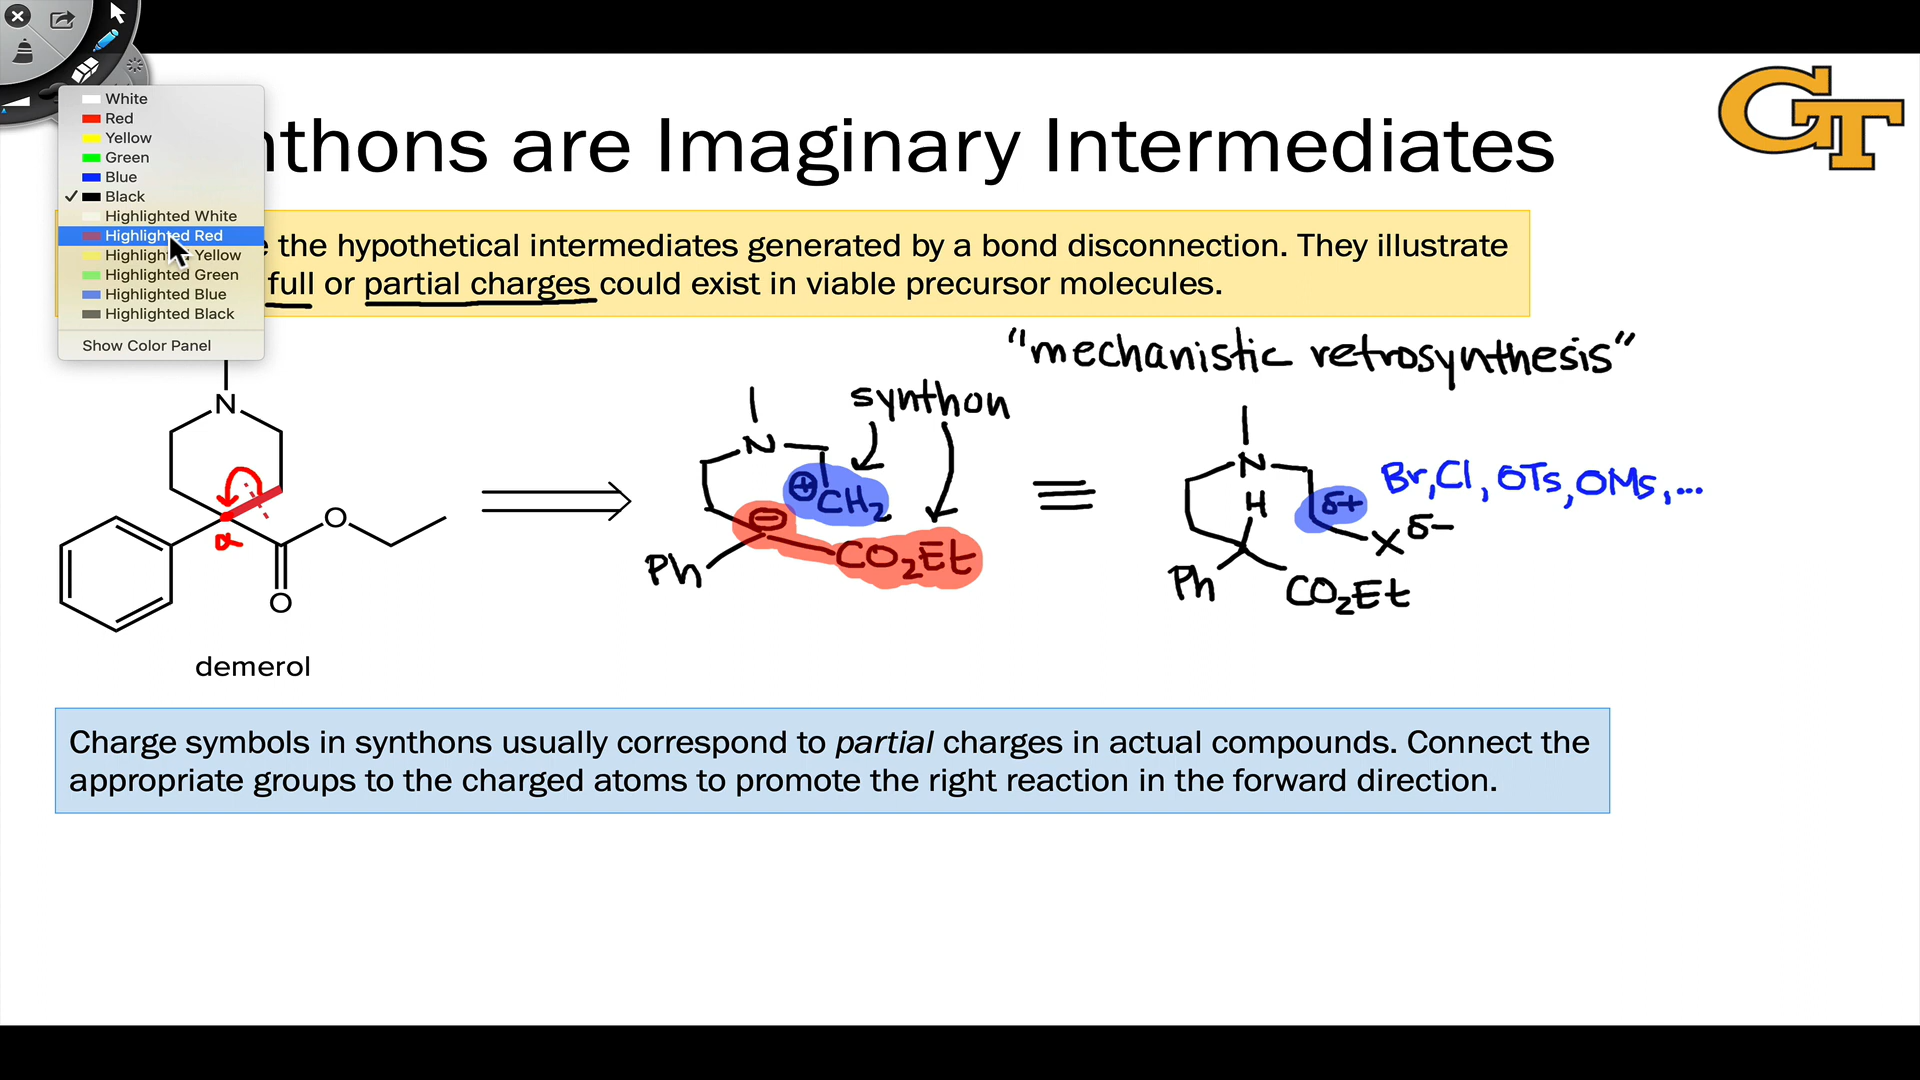 White
Red
Yellow
Green
Blue
✓ Black
Highlighted White
Highlighted Red
Yellow
Highlighted Green
Highlighted Blue
Highlighted Black
Show Color Panel
GT
nthons are Imaginary Intermediates
e the hypothetical intermediates generated by a bond disconnection. They illustrate
full or partial charges could exist in viable precursor molecules.
"mechanistic retrosynthesis"
synthon
N
α
O
O
demerol
N
⊕CH₂
⊖
Ph
CO₂Et
≡
N
H
δ+
Br, Cl, OTs, OMs, ...
X δ−
Ph
CO₂Et
Charge symbols in synthons usually correspond to partial charges in actual compounds. Connect the
appropriate groups to the charged atoms to promote the right reaction in the forward direction.